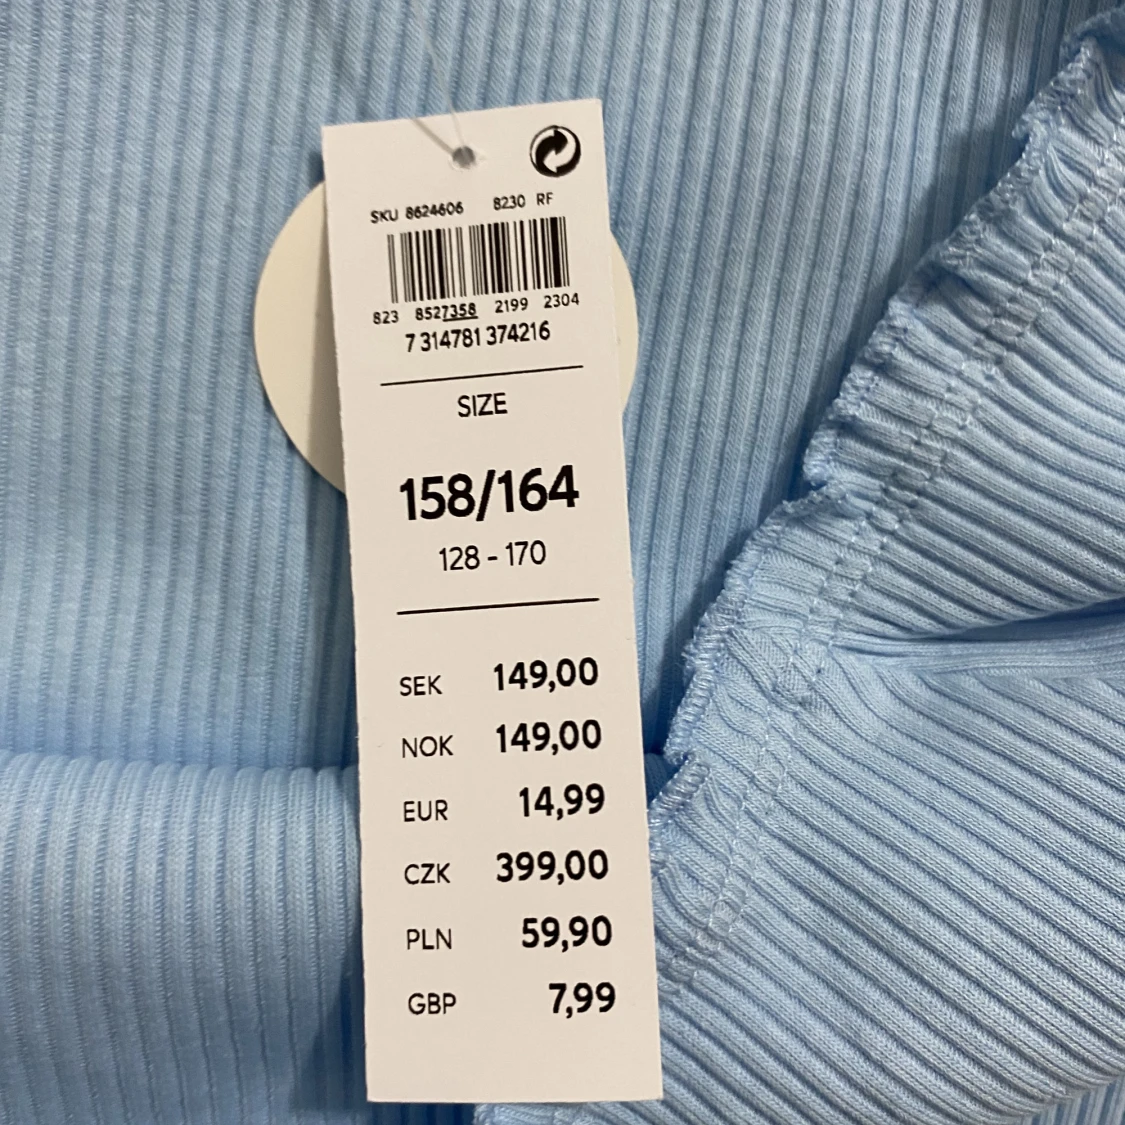 SKU 8624606 8230 RF
823 8527358 2199 2304
7 314781 374216
SIZE
158/164
128 - 170
SEK 149,00
NOK 149,00
EUR 14,99
CZK 399,00
PLN 59,90
GBP 7,99